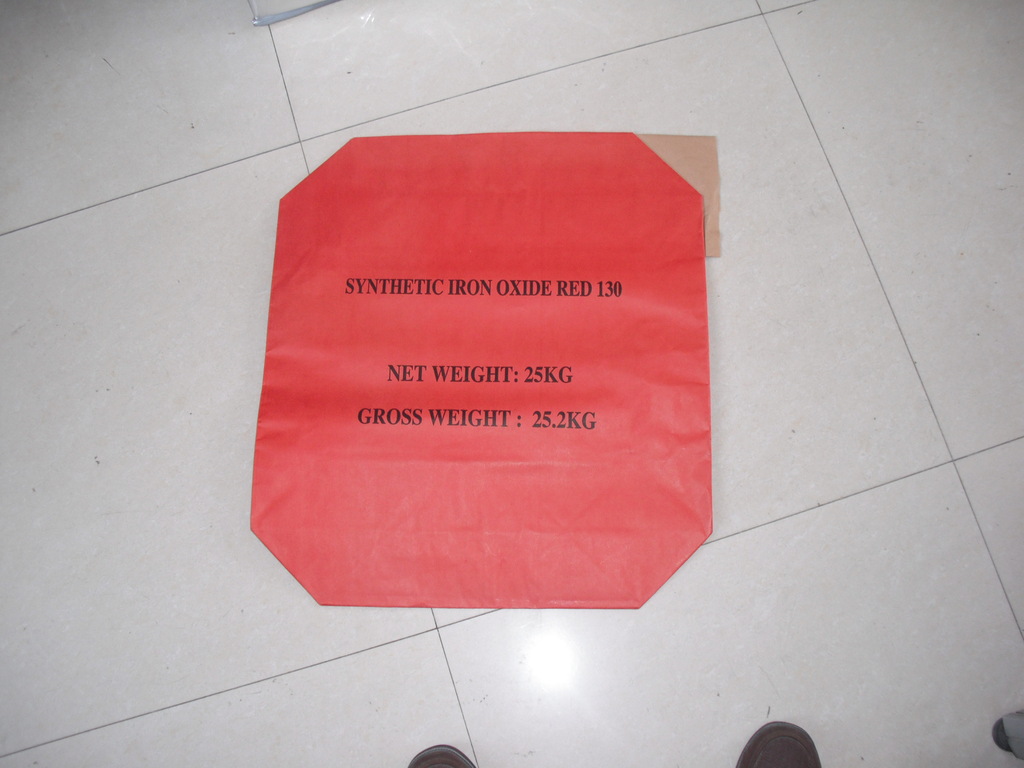 SYNTHETIC IRON OXIDE RED 130
NET WEIGHT: 25KG
GROSS WEIGHT : 25.2KG